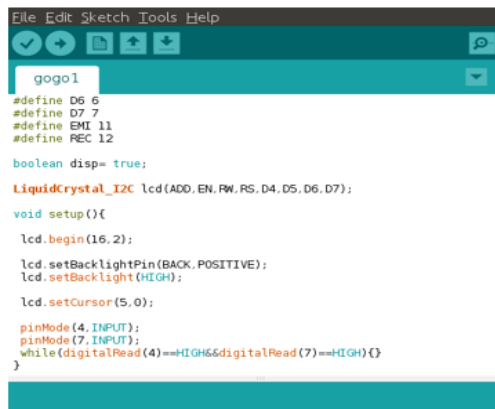 File Edit Sketch Tools Help
gogo1
#define D6 6
#define D7 7
#define EMI 11
#define REC 12
boolean disp= true;
LiquidCrystal_I2C lcd(ADD,EN,RW,RS,D4,D5,D6,D7);
void setup(){
lcd.begin(16,2);
lcd.setBacklightPin(BACK,POSITIVE);
lcd.setBacklight(HIGH);
lcd.setCursor(5,0);
pinMode(4,INPUT);
pinMode(7,INPUT);
while(digitalRead(4)==HIGH&&digitalRead(7)==HIGH){}
}